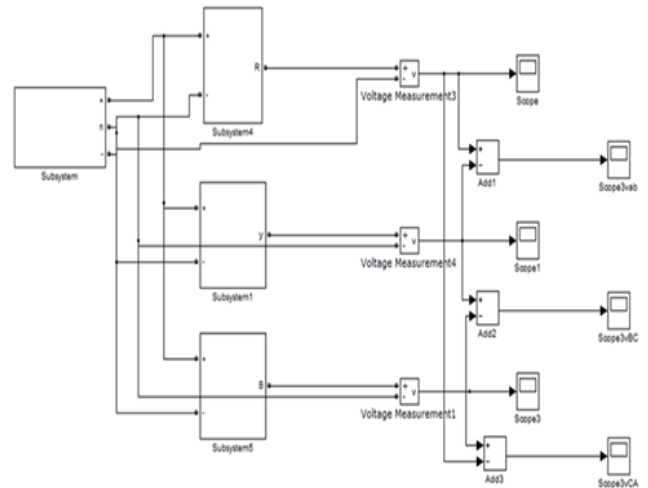 +
-
R
Subsystem4
+
n
-
Subsystem
+
-
v
Voltage Measurement3
Scope
+
-
Add1
Scope3vab
+
-
y
Subsystem1
+
-
v
Voltage Measurement4
Scope1
+
-
Add2
Scope3vBC
+
-
B
Subsystem5
+
-
v
Voltage Measurement1
Scope3
+
-
Add3
Scope3vCA